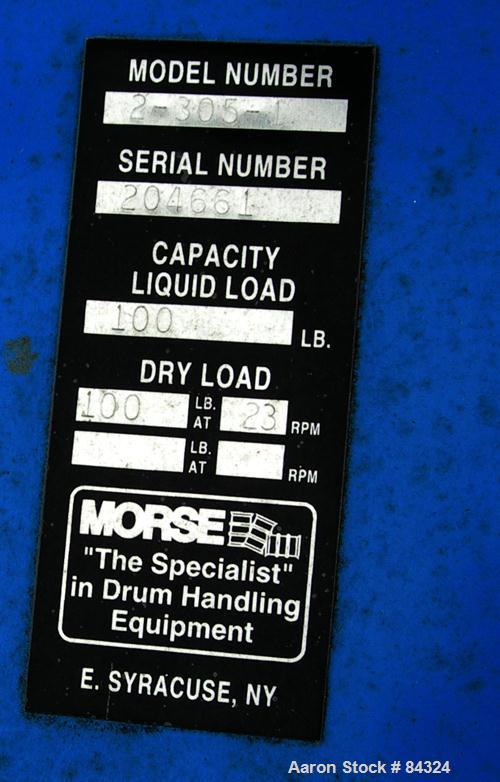 MODEL NUMBER
2-305-1
SERIAL NUMBER
204661
CAPACITY
LIQUID LOAD
100 LB.
DRY LOAD
100 LB. AT 23 RPM
LB. AT RPM
MORSE
"The Specialist"
in Drum Handling
Equipment
E. SYRACUSE, NY
Aaron Stock # 84324